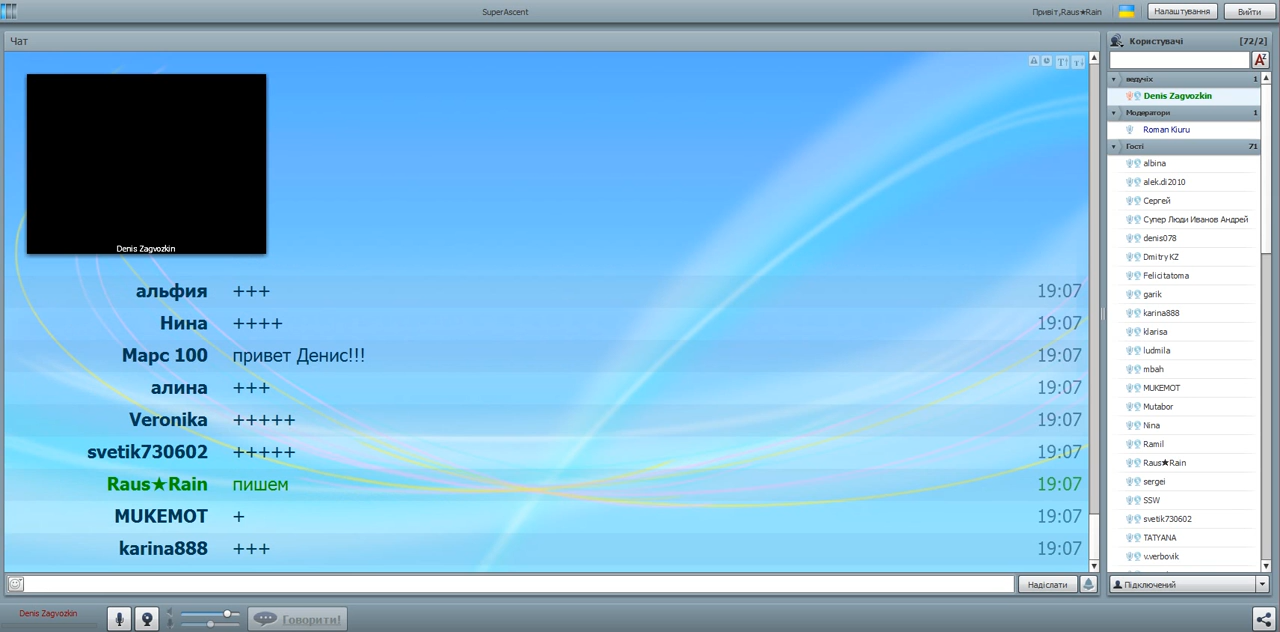 SuperAscent
Привіт,Raus★Rain
Налаштування
Вийти
Чат
Denis Zagvozkin
альфия +++ 19:07
Нина ++++ 19:07
Марс 100 привет Денис!!! 19:07
алина +++ 19:07
Veronika +++++ 19:07
svetik730602 +++++ 19:07
Raus★Rain пишем 19:07
MUKEMOT + 19:07
karina888 +++ 19:07
Надіслати
Denis Zagvozkin
Говорити!
Користувачі [72/2]
ведучіх 1
Denis Zagvozkin
Модератори 1
Roman Kiuru
Гості 71
albina
alek.di2010
Сергей
Супер Люди Иванов Андрей
denis078
Dmitry KZ
Felicitatoma
garik
karina888
klarisa
ludmila
mbah
MUKEMOT
Mutabor
Nina
Ramil
Raus★Rain
sergei
SSW
svetik730602
TATYANA
v.verbovik
Підключений